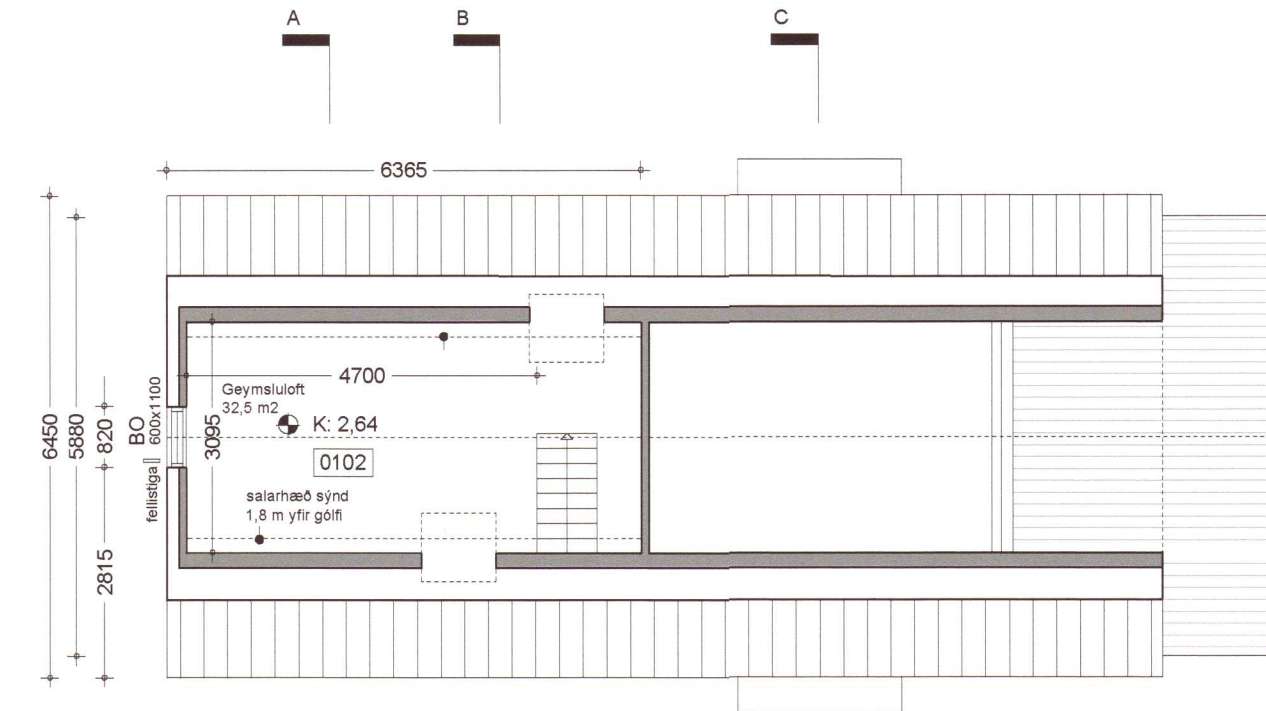 A
B
C
6365
4700
Geymsluloft
32,5 m2
K: 2,64
0102
salarhæð sýnd
1,8 m yfir gólfi
3095
BO
600x1100
fellistiga
820
2815
5880
6450